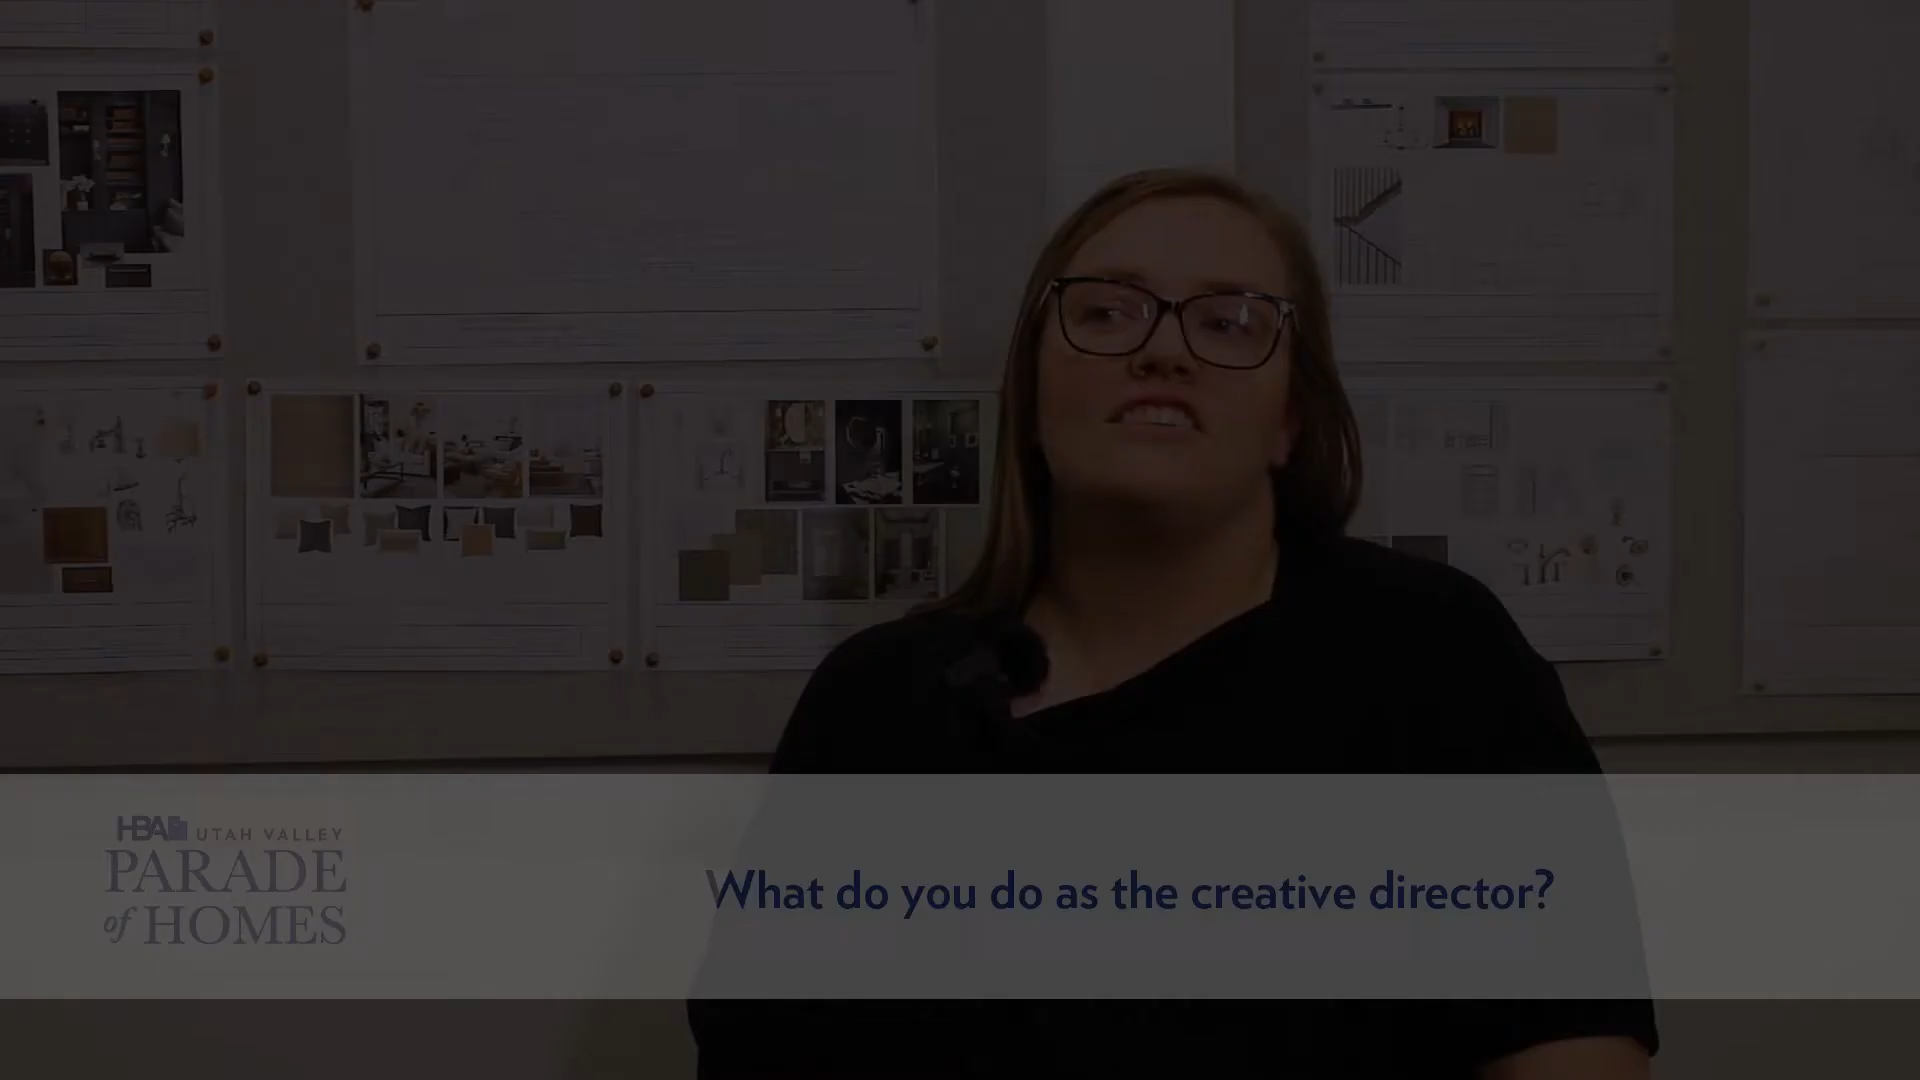 HBA UTAH VALLEY
PARADE
of HOMES
What do you do as the creative director?